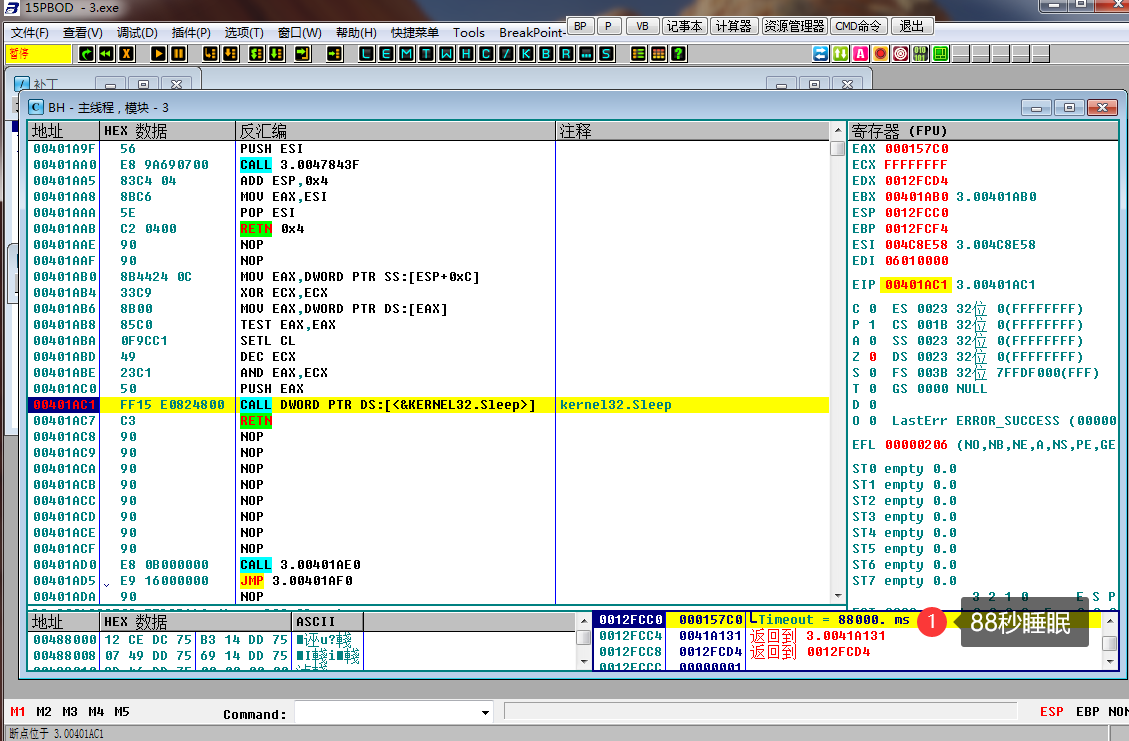 15PBOD - 3.exe
文件(F) 查看(V) 调试(D) 插件(P) 选项(T) 窗口(W) 帮助(H) 快捷菜单 Tools BreakPoint-
BP P VB 记事本 计算器 资源管理器 CMD命令 退出
暂停
L E M T W H C / K B R ... S
补丁
BH - 主线程 , 模块 - 3
地址 HEX 数据 反汇编 注释
00401A9F 56 PUSH ESI
00401AA0 E8 9A690700 CALL 3.0047843F
00401AA5 83C4 04 ADD ESP,0x4
00401AA8 8BC6 MOV EAX,ESI
00401AAA 5E POP ESI
00401AAB C2 0400 RETN 0x4
00401AAE 90 NOP
00401AAF 90 NOP
00401AB0 8B4424 0C MOV EAX,DWORD PTR SS:[ESP+0xC]
00401AB4 33C9 XOR ECX,ECX
00401AB6 8B00 MOV EAX,DWORD PTR DS:[EAX]
00401AB8 85C0 TEST EAX,EAX
00401ABA 0F9CC1 SETL CL
00401ABD 49 DEC ECX
00401ABE 23C1 AND EAX,ECX
00401AC0 50 PUSH EAX
00401AC1 FF15 E0824800 CALL DWORD PTR DS:[<&KERNEL32.Sleep>] kernel32.Sleep
00401AC7 C3 RETN
00401AC8 90 NOP
00401AC9 90 NOP
00401ACA 90 NOP
00401ACB 90 NOP
00401ACC 90 NOP
00401ACD 90 NOP
00401ACE 90 NOP
00401ACF 90 NOP
00401AD0 E8 0B000000 CALL 3.00401AE0
00401AD5 E9 16000000 JMP 3.00401AF0
00401ADA 90 NOP
寄存器 (FPU)
EAX 000157C0
ECX FFFFFFFF
EDX 0012FCD4
EBX 00401AB0 3.00401AB0
ESP 0012FCC0
EBP 0012FCF4
ESI 004C8E58 3.004C8E58
EDI 06010000
EIP 00401AC1 3.00401AC1
C 0 ES 0023 32位 0(FFFFFFFF)
P 1 CS 001B 32位 0(FFFFFFFF)
A 0 SS 0023 32位 0(FFFFFFFF)
Z 0 DS 0023 32位 0(FFFFFFFF)
S 0 FS 003B 32位 7FFDF000(FFF)
T 0 GS 0000 NULL
D 0
O 0 LastErr ERROR_SUCCESS (00000
EFL 00000206 (NO,NB,NE,A,NS,PE,GE
ST0 empty 0.0
ST1 empty 0.0
ST2 empty 0.0
ST3 empty 0.0
ST4 empty 0.0
ST5 empty 0.0
ST6 empty 0.0
ST7 empty 0.0
3 2 1 0 E S P
地址 HEX 数据 ASCII
00488000 12 CE DC 75 B3 14 DD 75
00488008 07 49 DD 75 69 14 DD 75
0012FCC0 000157C0 Timeout = 88000. ms
0012FCC4 0041A131 返回到 3.0041A131
0012FCC8 0012FCD4 返回到 0012FCD4
0012FCCC 00000001
1 88秒睡眠
M1 M2 M3 M4 M5 Command: ESP EBP NON
断点位于 3.00401AC1